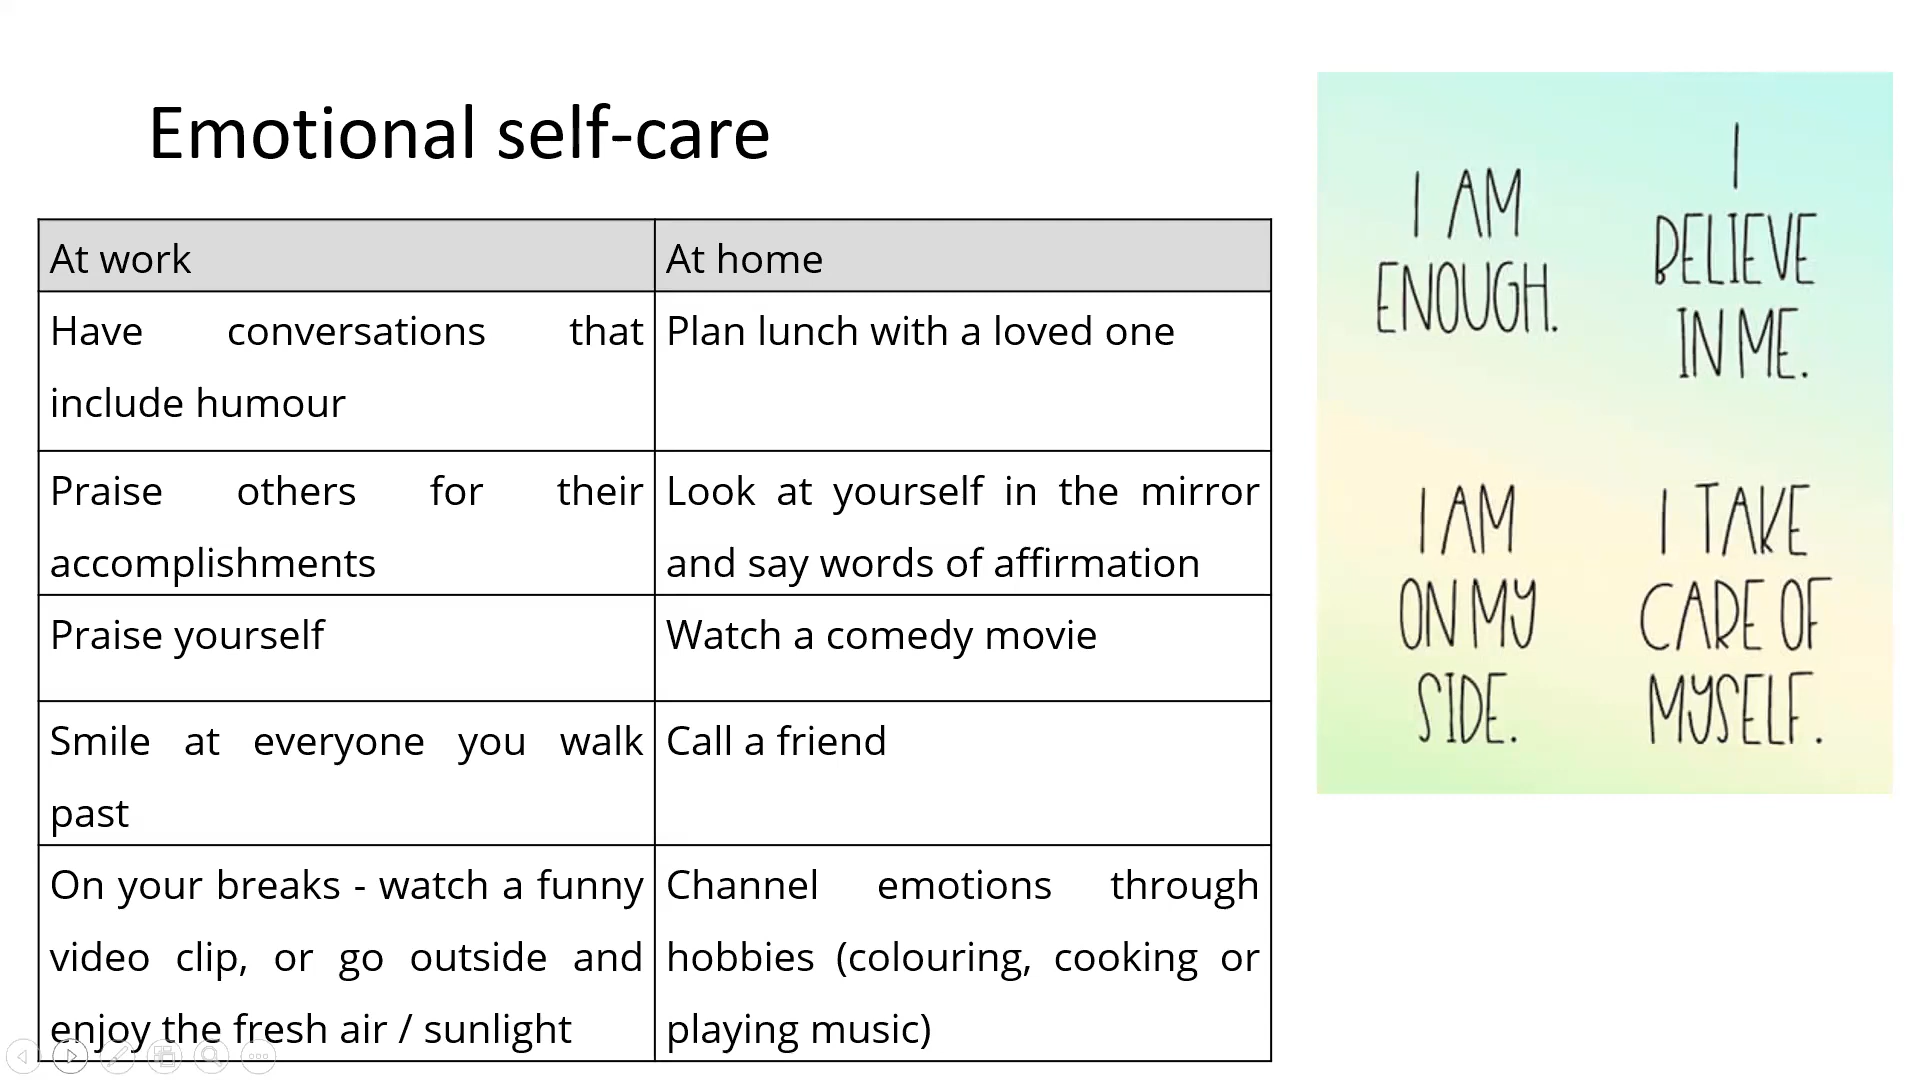 Emotional self-care
At work
At home
Have conversations that
include humour
Plan lunch with a loved one
Praise others for their
accomplishments
Look at yourself in the mirror
and say words of affirmation
Praise yourself
Watch a comedy movie
Smile at everyone you walk
past
Call a friend
On your breaks - watch a funny
video clip, or go outside and
enjoy the fresh air / sunlight
Channel emotions through
hobbies (colouring, cooking or
playing music)
I AM
ENOUGH.
I
BELIEVE
IN ME.
I AM
ON MY
SIDE.
I TAKE
CARE OF
MYSELF.